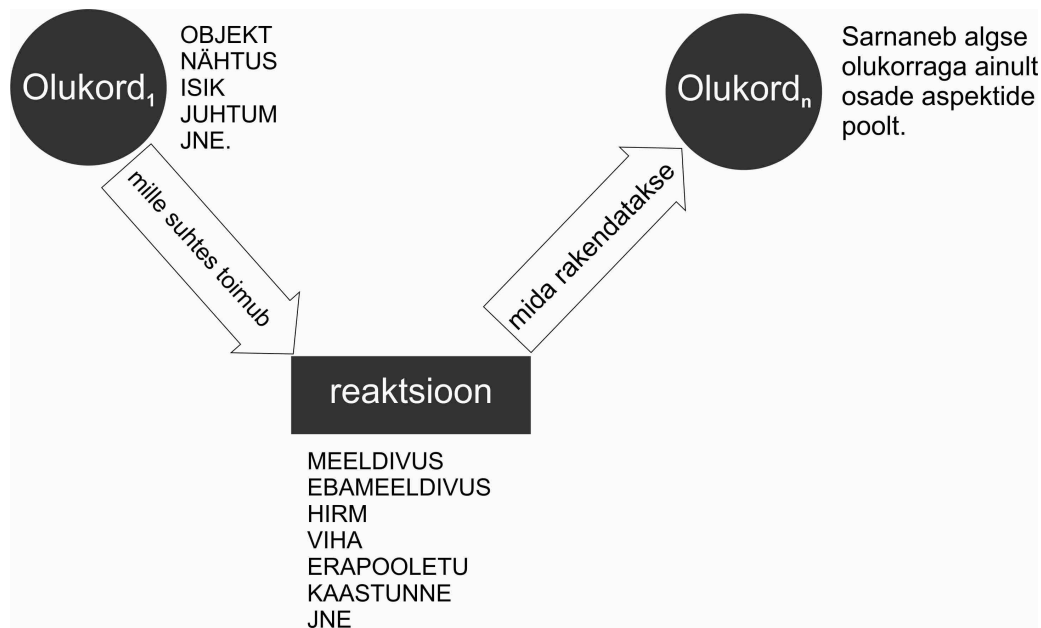 Olukord₁
OBJEKT
NÄHTUS
ISIK
JUHTUM
JNE.
mille suhtes toimub
reaktsioon
MEELDIVUS
EBAMEELDIVUS
HIRM
VIHA
ERAPOOLETU
KAASTUNNE
JNE
mida rakendatakse
Olukordₙ
Sarnaneb algse
olukorraga ainult
osade aspektide
poolt.